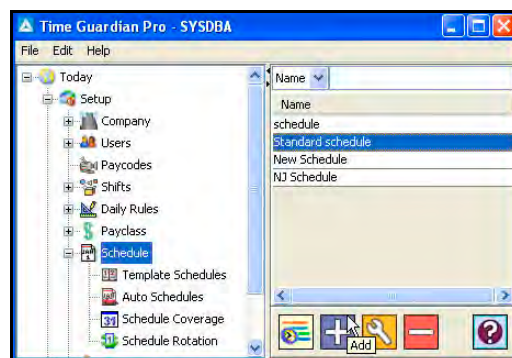 Time Guardian Pro - SYSDBA
File Edit Help
Today
Setup
Company
Users
Paycodes
Shifts
Daily Rules
Payclass
Schedule
Template Schedules
Auto Schedules
31 Schedule Coverage
Schedule Rotation
Name
Name
schedule
Standard schedule
New Schedule
NJ Schedule
Add